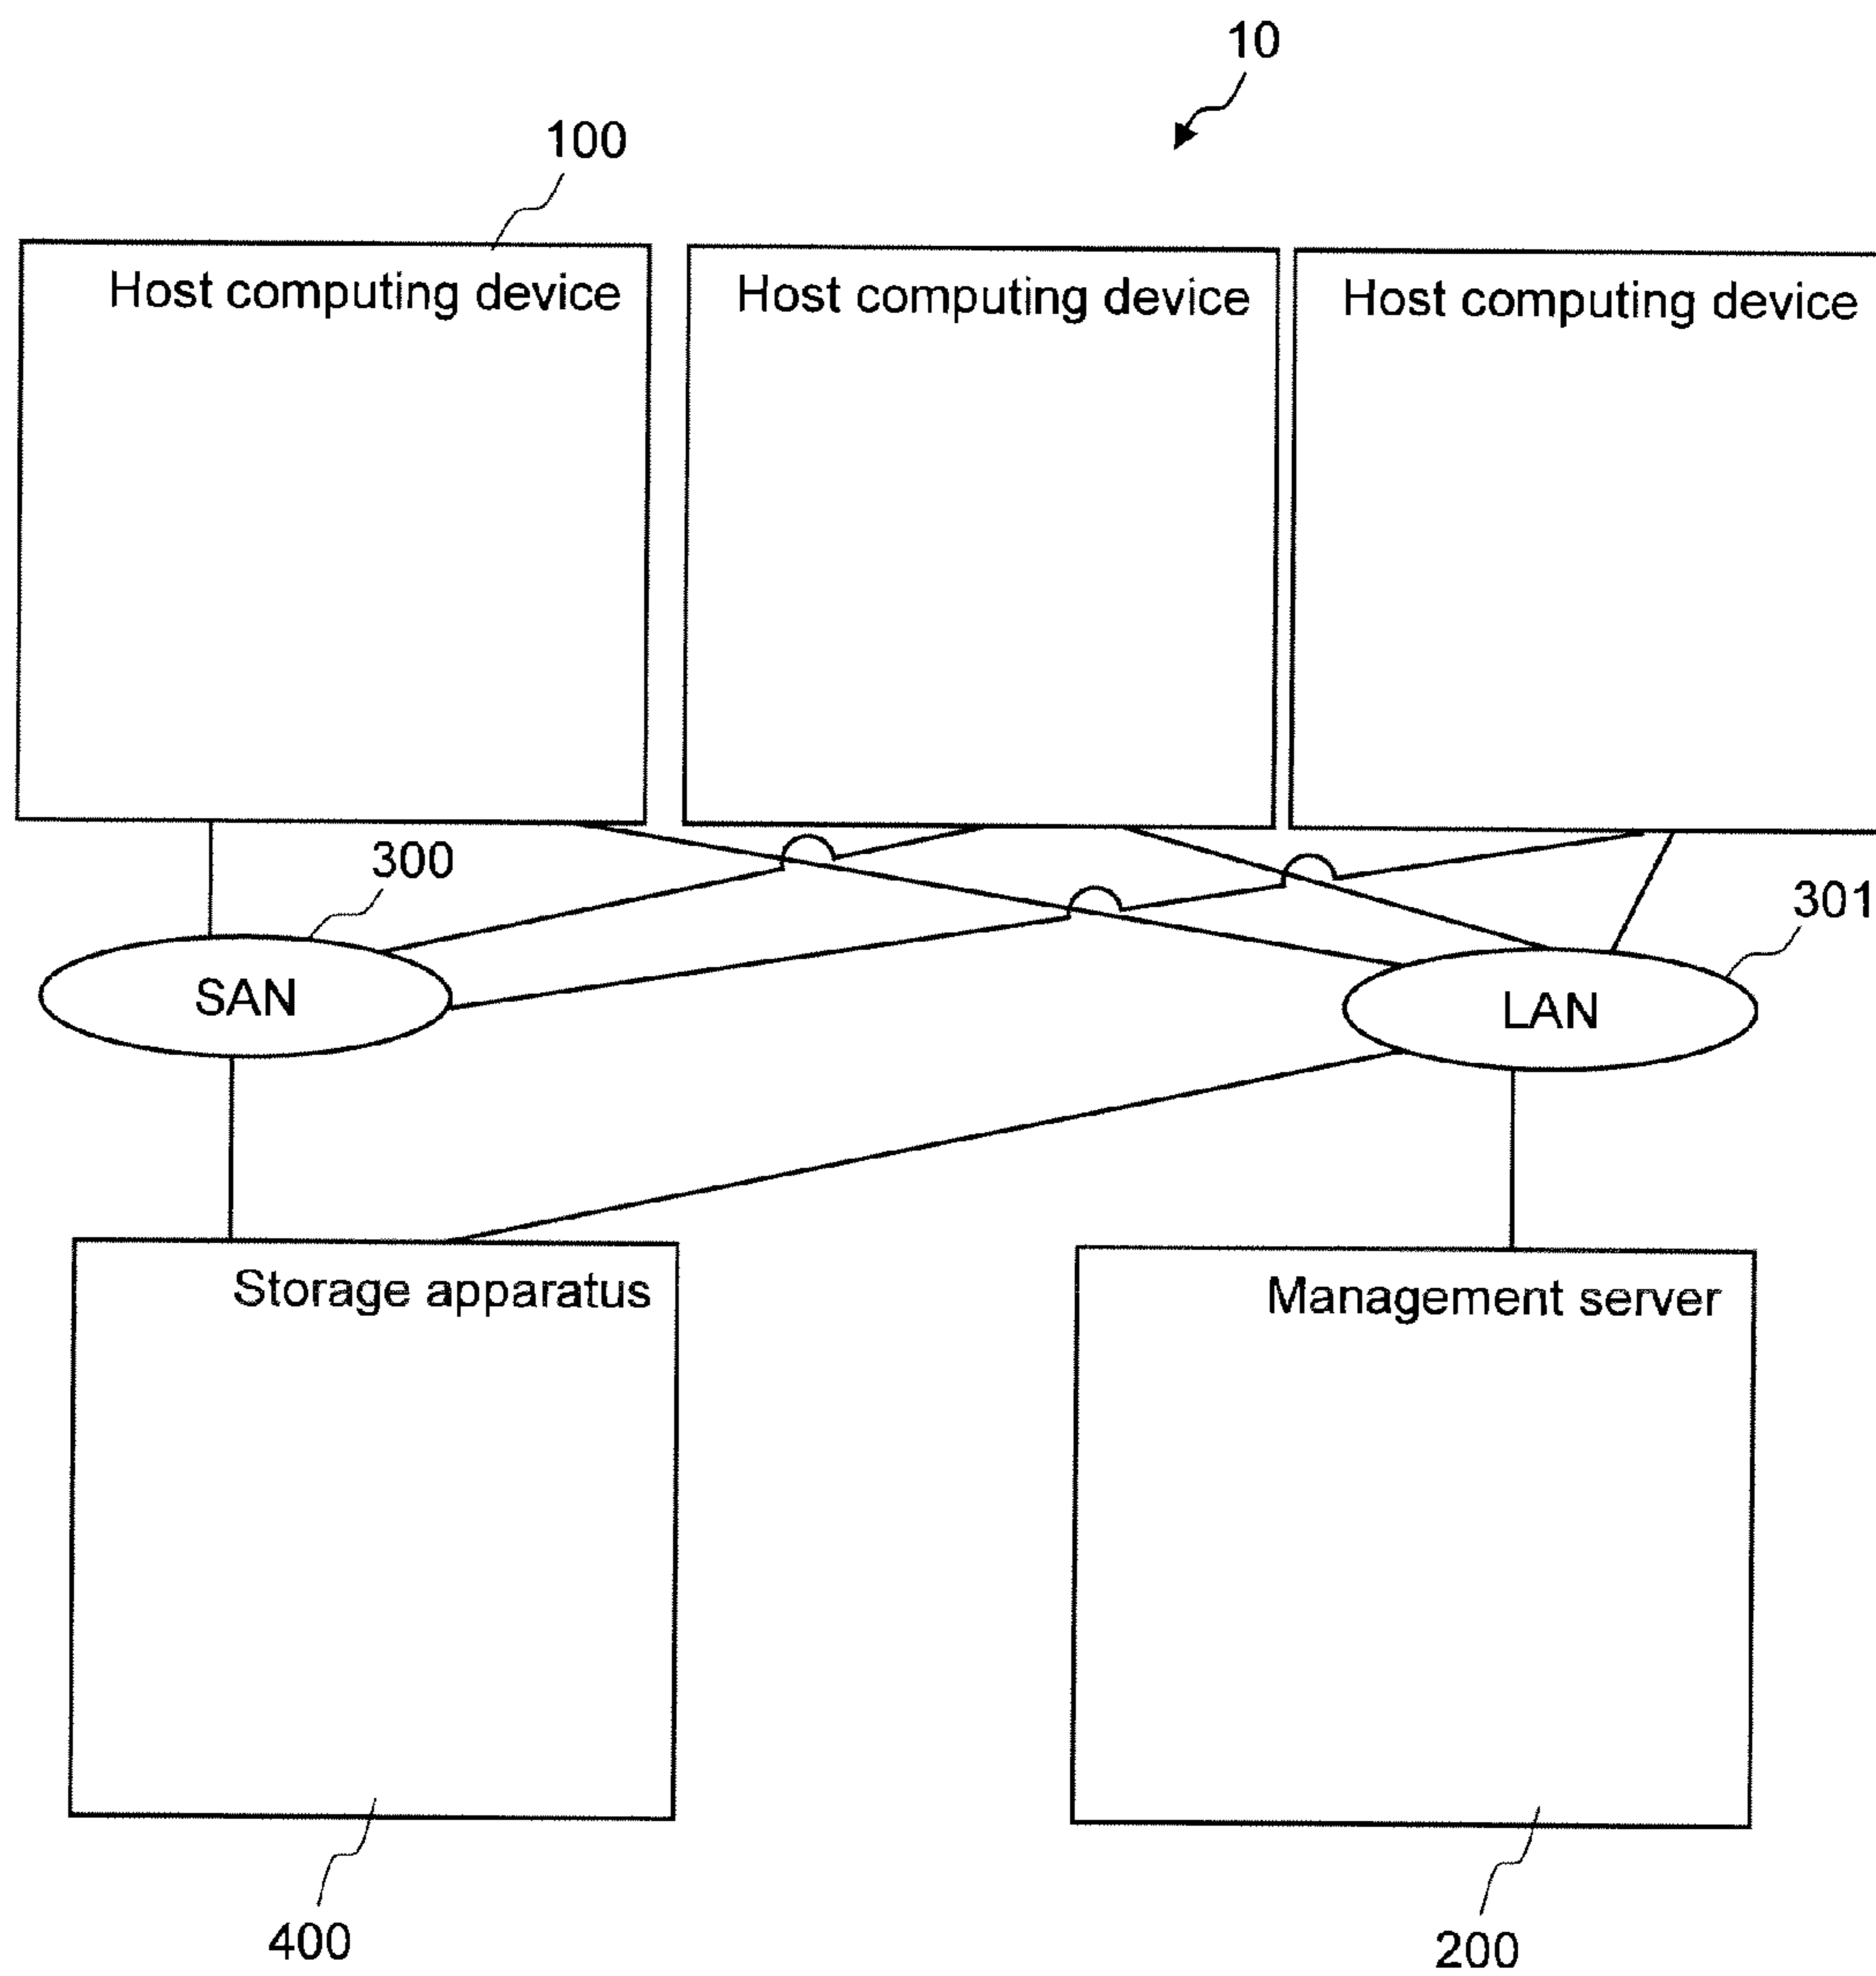 10
100
Host computing device
Host computing device
Host computing device
300
301
SAN
LAN
Storage apparatus
Management server
400
200